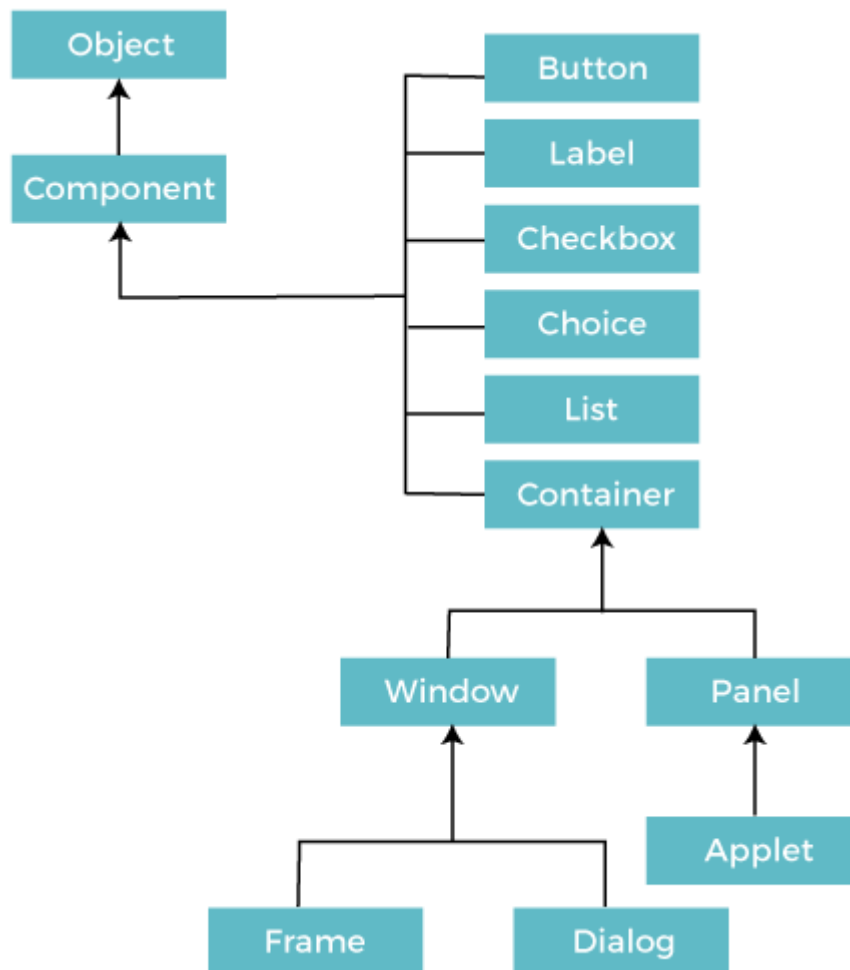 Object
Component
Button
Label
Checkbox
Choice
List
Container
Window
Panel
Applet
Frame
Dialog